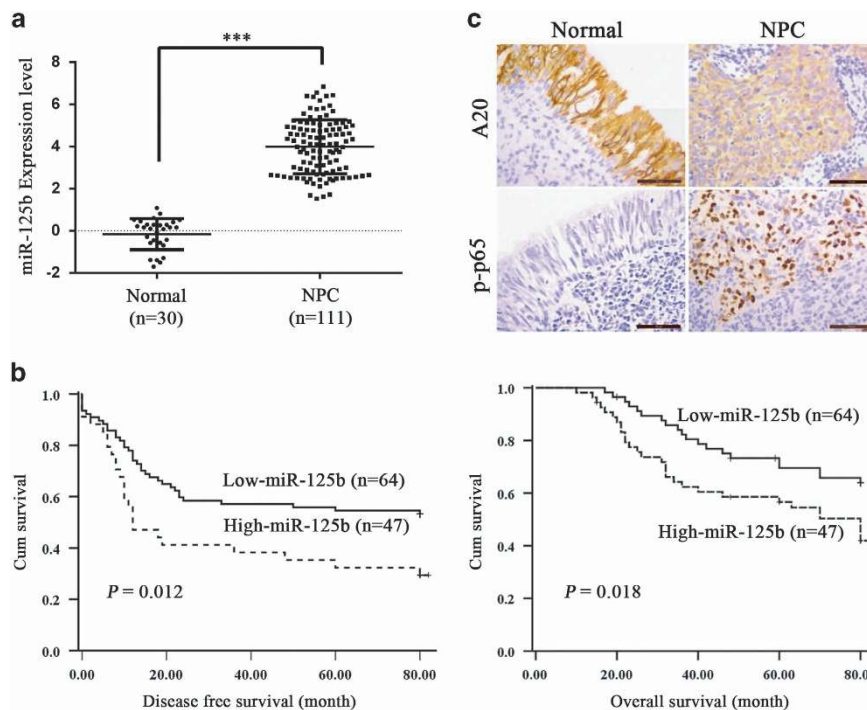 a
***
miR-125b Expression level
8
6
4
2
0
-2
Normal
(n=30)
NPC
(n=111)
c
Normal
NPC
A20
p-p65
b
Cum survival
1.0
0.8
0.6
0.4
0.2
0.0
Low-miR-125b (n=64)
High-miR-125b (n=47)
P = 0.012
0.00
20.00
40.00
60.00
80.00
Disease free survival (month)
Cum survival
1.0
0.8
0.6
0.4
0.2
0.0
Low-miR-125b (n=64)
High-miR-125b (n=47)
P = 0.018
0.00
20.00
40.00
60.00
80.00
Overall survival (month)